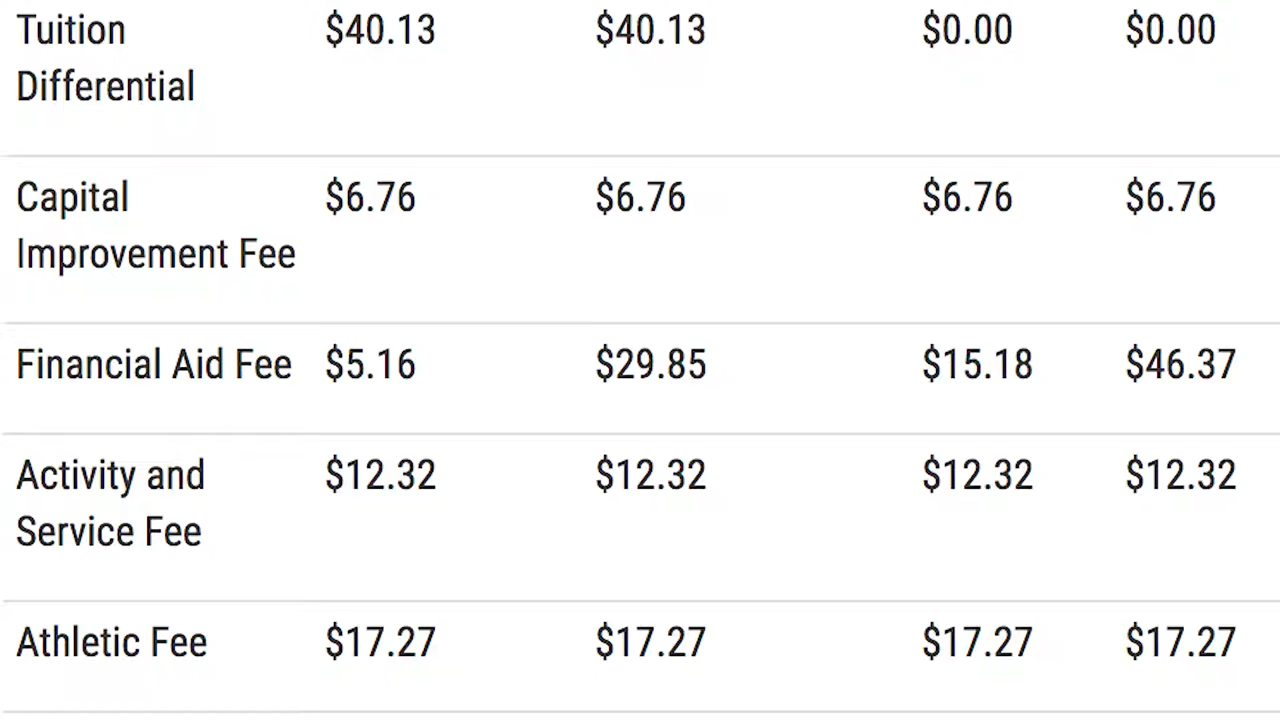 Tuition $40.13 $40.13 $0.00 $0.00
Differential
Capital $6.76 $6.76 $6.76 $6.76
Improvement Fee
Financial Aid Fee $5.16 $29.85 $15.18 $46.37
Activity and $12.32 $12.32 $12.32 $12.32
Service Fee
Athletic Fee $17.27 $17.27 $17.27 $17.27